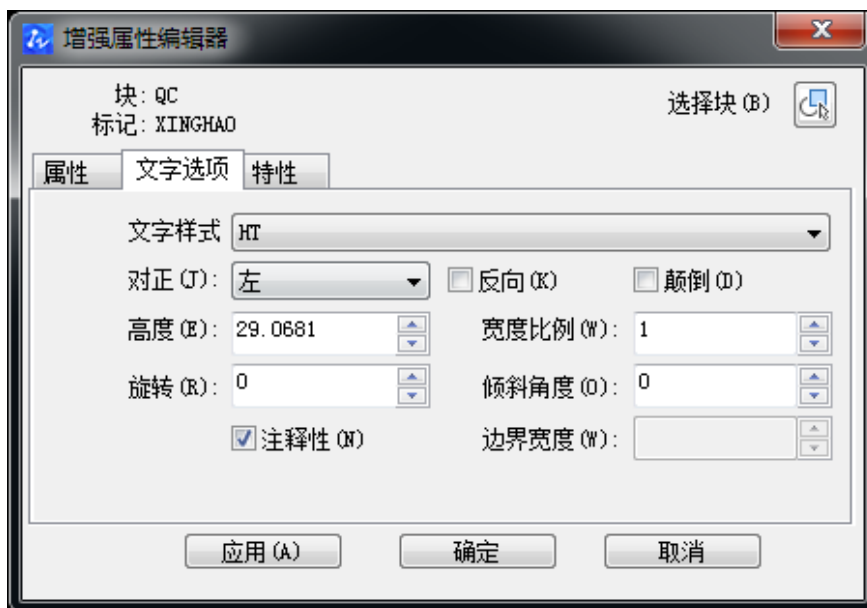 增强属性编辑器
块: QC
选择块(B)
标记: XINGHAO
属性 文字选项 特性
文字样式 HT
对正(J): 左 反向(K) 颠倒(D)
高度(E): 29.0681 宽度比例(W): 1
旋转(R): 0 倾斜角度(O): 0
注释性(N) 边界宽度(W):
应用(A) 确定 取消